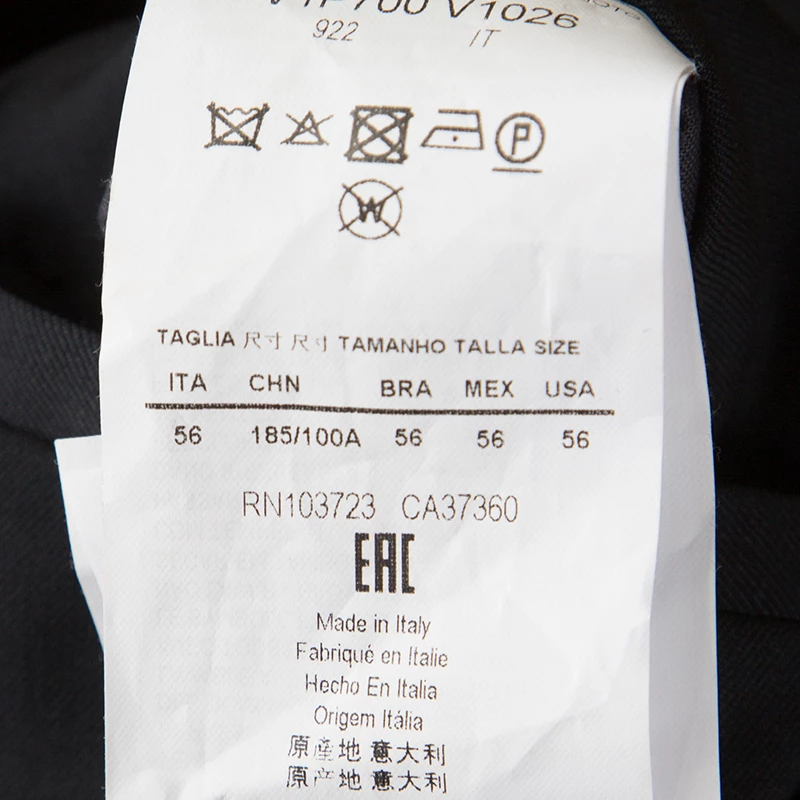 V1026
922 IT
P
W
TAGLIA 尺寸 尺寸 TAMANHO TALLA SIZE
ITA CHN BRA MEX USA
56 185/100A 56 56 56
RN103723 CA37360
EAC
Made in Italy
Fabriqué en Italie
Hecho En Italia
Origem Itália
原產地 意大利
原产地 意大利